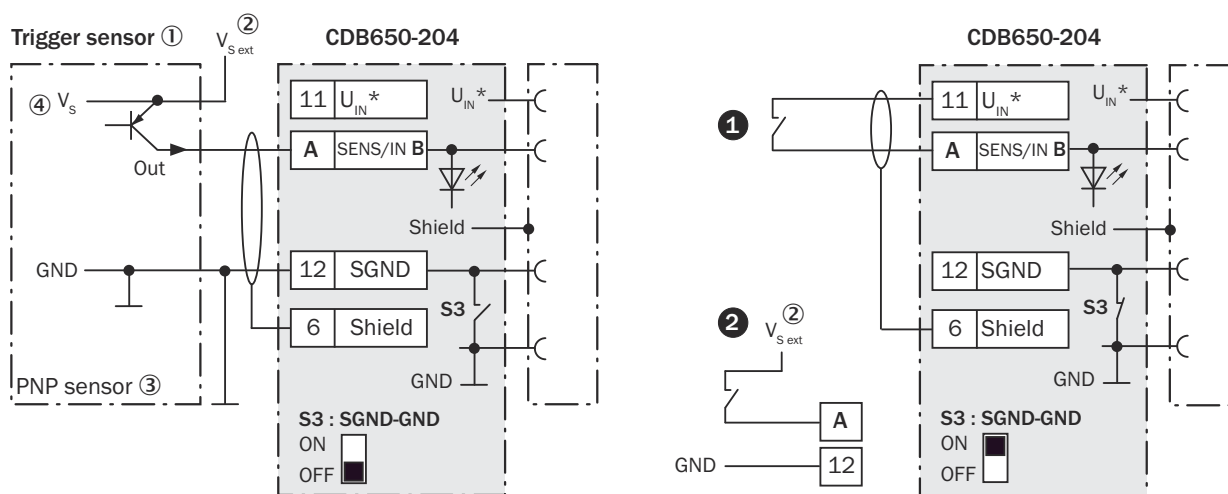 Trigger sensor ①
V_S ext ②
CDB650-204
④ V_S
11 U_IN*
U_IN*
A SENS/IN B
Out
Shield
GND
12 SGND
S3
6 Shield
GND
PNP sensor ③
S3 : SGND-GND
ON
OFF
CDB650-204
11 U_IN*
U_IN*
❶
A SENS/IN B
Shield
12 SGND
S3
6 Shield
GND
❷ V_S ext ②
A
GND 12
S3 : SGND-GND
ON
OFF